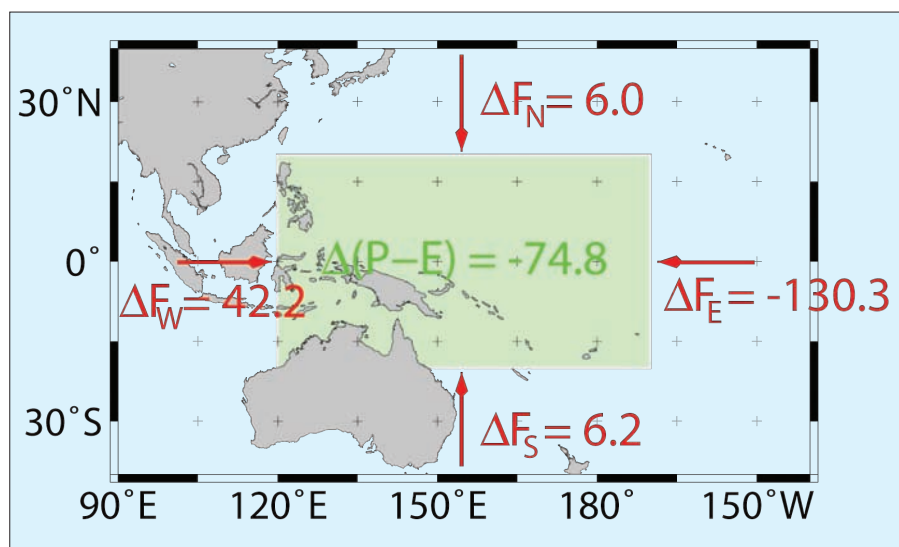 30°N
ΔF_N = 6.0
0°
Δ(P−E) = -74.8
ΔF_W = 42.2
ΔF_E = -130.3
30°S
ΔF_S = 6.2
90°E 120°E 150°E 180° 150°W